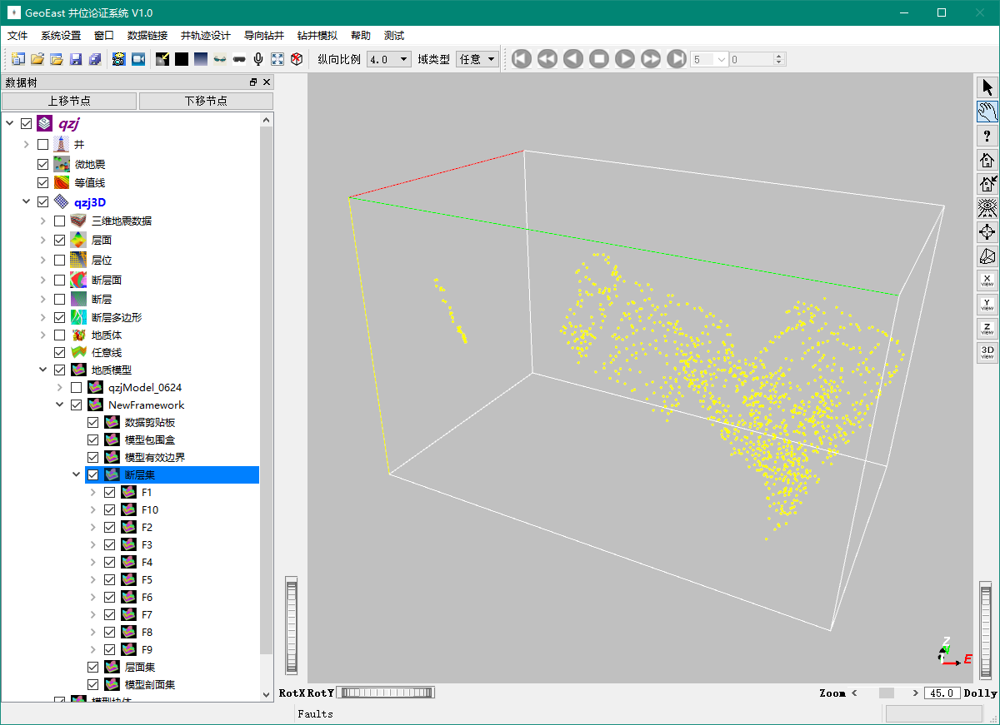 GeoEast 井位论证系统 V1.0
文件 系统设置 窗口 数据链接 井轨迹设计 导向钻井 钻井模拟 帮助 测试
纵向比例 4.0 域类型 任意 5 0
数据树
上移节点 下移节点
qzj
井
微地震
等值线
qzj3D
三维地震数据
层面
层位
断层面
断层
断层多边形
地质体
任意线
地质模型
qzjModel_0624
NewFramework
数据剪贴板
模型包围盒
模型有效边界
断层集
F1
F10
F2
F3
F4
F5
F6
F7
F8
F9
层面集
模型剖面集
模型块体
?
X view
Y view
Z view
3D view
Z
N
E
RotX RotY
Zoom 45.0 Dolly
Faults